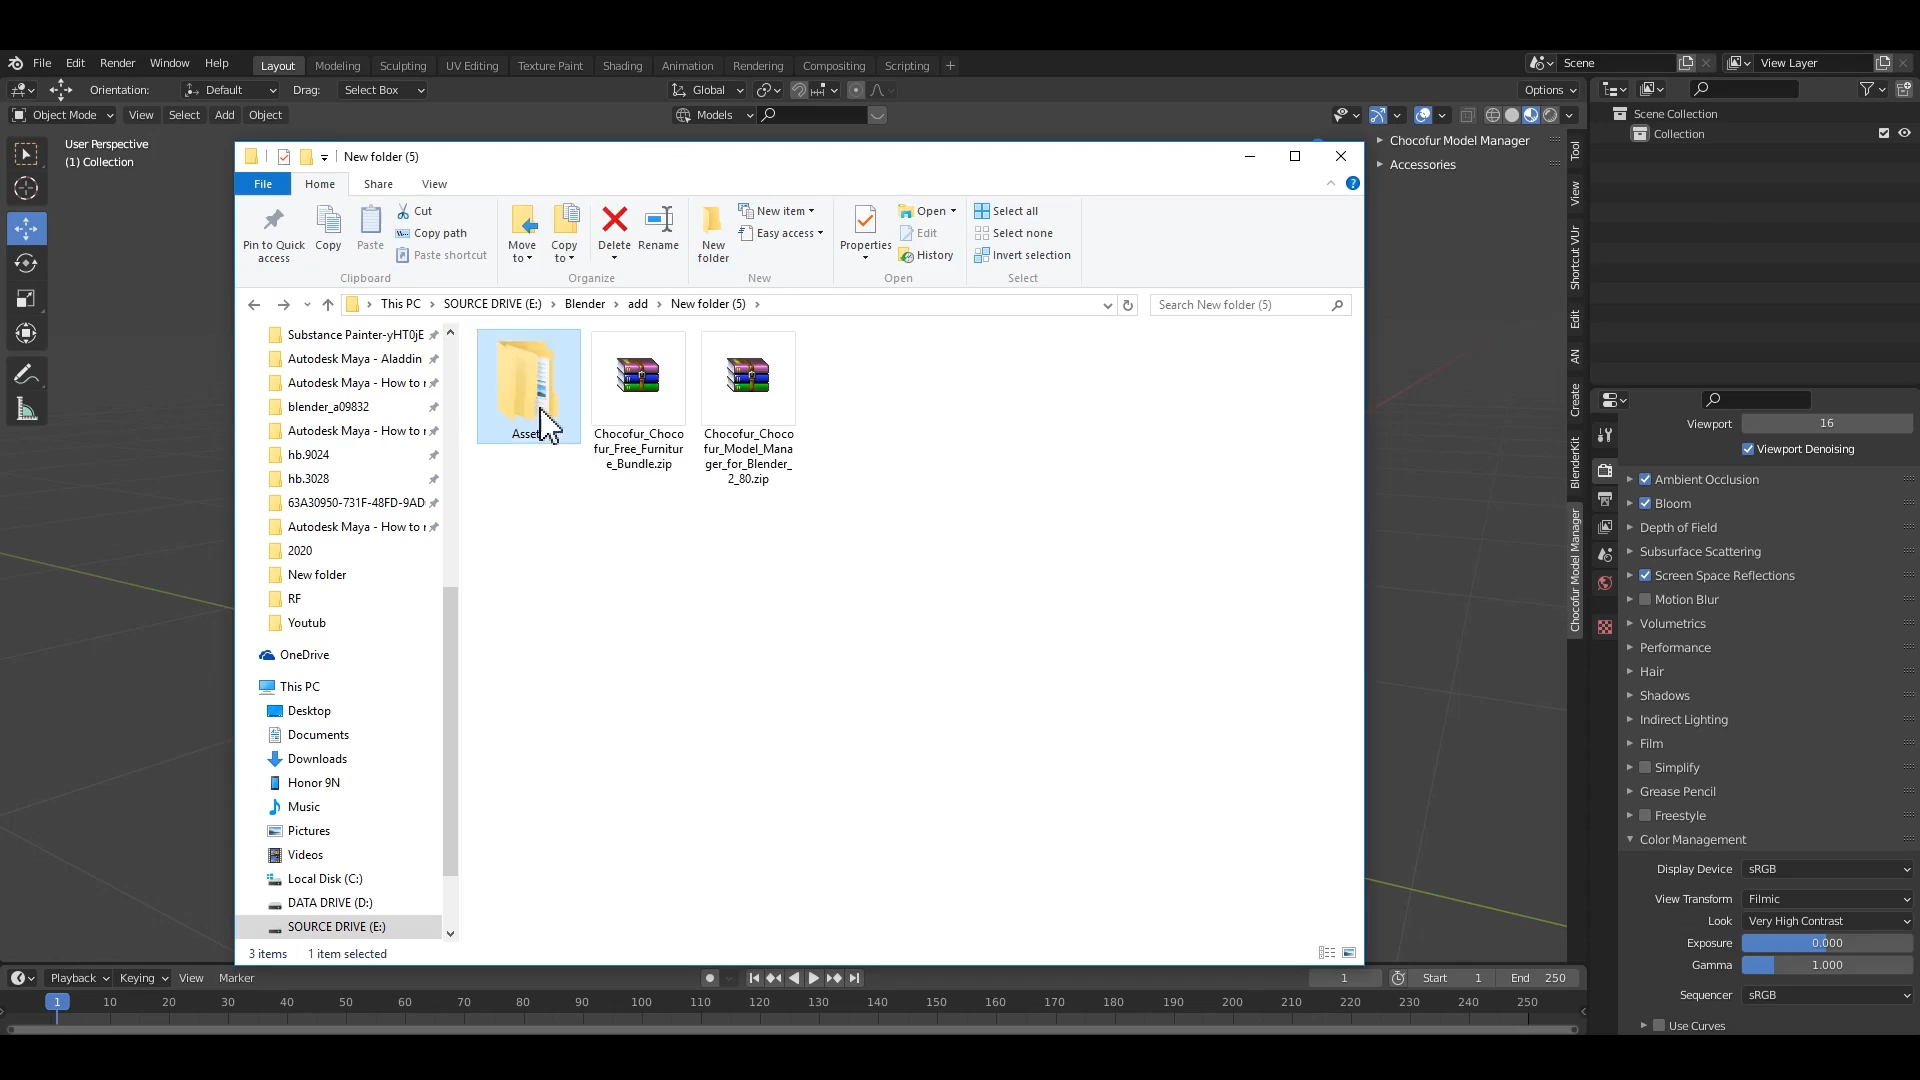 File Edit Render Window Help Layout Modeling Sculpting UV Editing Texture Paint Shading Animation Rendering Compositing Scripting + Scene View Layer
Orientation: Default Drag: Select Box Global Options
Object Mode View Select Add Object Models
User Perspective
(1) Collection
New folder (5)
File Home Share View
Pin to Quick access
Copy
Paste
Cut
Copy path
Paste shortcut
Clipboard
Move to
Copy to
Delete
Rename
Organize
New folder
New item
Easy access
New
Properties
Open
Edit
History
Open
Select all
Select none
Invert selection
Select
This PC SOURCE DRIVE (E:) Blender add New folder (5)
Search New folder (5)
Substance Painter-yHT0jE
Autodesk Maya - Aladdin
Autodesk Maya - How to r
blender_a09832
Autodesk Maya - How to r
hb.9024
hb.3028
63A30950-731F-48FD-9AD
Autodesk Maya - How to r
2020
New folder
RF
Youtub
OneDrive
This PC
Desktop
Documents
Downloads
Honor 9N
Music
Pictures
Videos
Local Disk (C:)
DATA DRIVE (D:)
SOURCE DRIVE (E:)
Chocofur_Choco
fur_Free_Furnitur
e_Bundle.zip
Chocofur_Choco
fur_Model_Mana
ger_for_Blender_
2_80.zip
3 items 1 item selected
Chocofur Model Manager
Accessories
Tool
View
Shortcut VUr
Edit
AN
Create
BlenderKit
Chocofur Model Manager
Scene Collection
Collection
Viewport 16
Viewport Denoising
Ambient Occlusion
Bloom
Depth of Field
Subsurface Scattering
Screen Space Reflections
Motion Blur
Volumetrics
Performance
Hair
Shadows
Indirect Lighting
Film
Simplify
Grease Pencil
Freestyle
Color Management
Display Device sRGB
View Transform Filmic
Look Very High Contrast
Exposure 0.000
Gamma 1.000
Sequencer sRGB
Use Curves
Playback Keying View Marker 1 Start 1 End 250
1 10 20 30 40 50 60 70 80 90 100 110 120 130 140 150 160 170 180 190 200 210 220 230 240 250